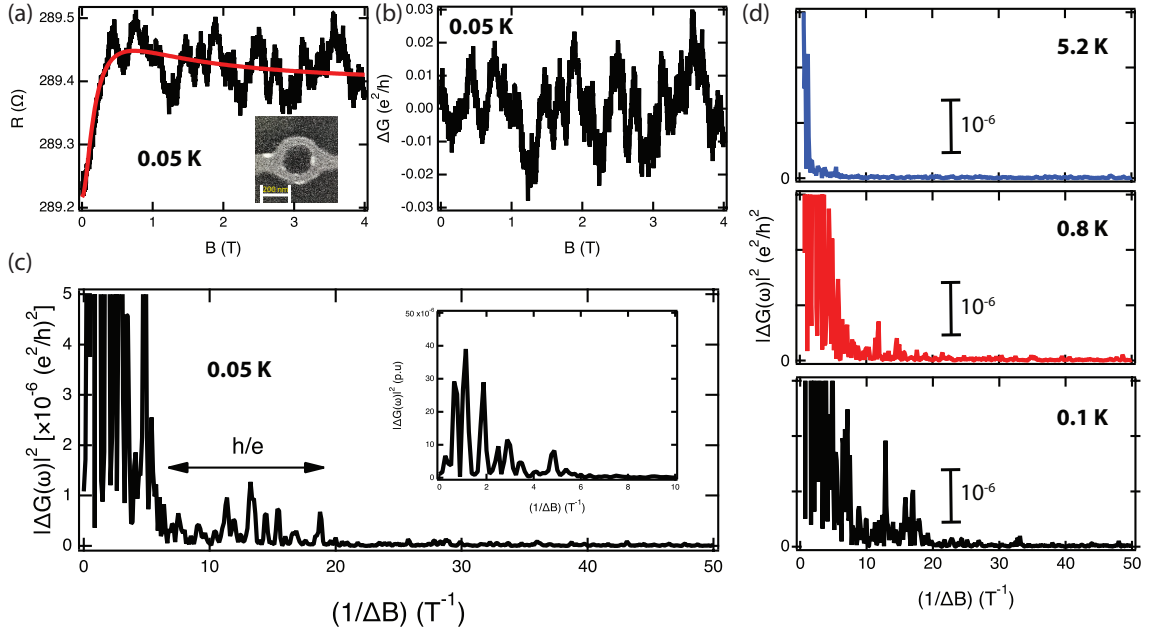 (a)
289.5
289.4
289.3
289.2
R (Ω)
0.05 K
200 nm
0 1 2 3 4
B (T)
(b)
0.03
0.02
0.01
0.00
-0.01
-0.02
-0.03
ΔG (e²/h)
0.05 K
0 1 2 3 4
B (T)
(c)
5
4
3
2
1
0
|ΔG(ω)|² [×10⁻⁶ (e²/h)²]
0.05 K
h/e
0 10 20 30 40 50
(1/ΔB) (T⁻¹)
50 x10⁻⁶
40
30
20
10
0
|ΔG(ω)|² (p.u)
0 2 4 6 8 10
(1/ΔB) (T⁻¹)
(d)
5.2 K
10⁻⁶
0
0.8 K
10⁻⁶
0
|ΔG(ω)|² (e²/h)²
0.1 K
10⁻⁶
0
0 10 20 30 40 50
(1/ΔB) (T⁻¹)